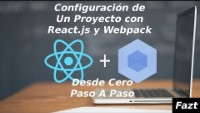 Configuración de
Un Proyecto con
React.js y Webpack
+
Desde Cero
Paso A Paso
Fazt